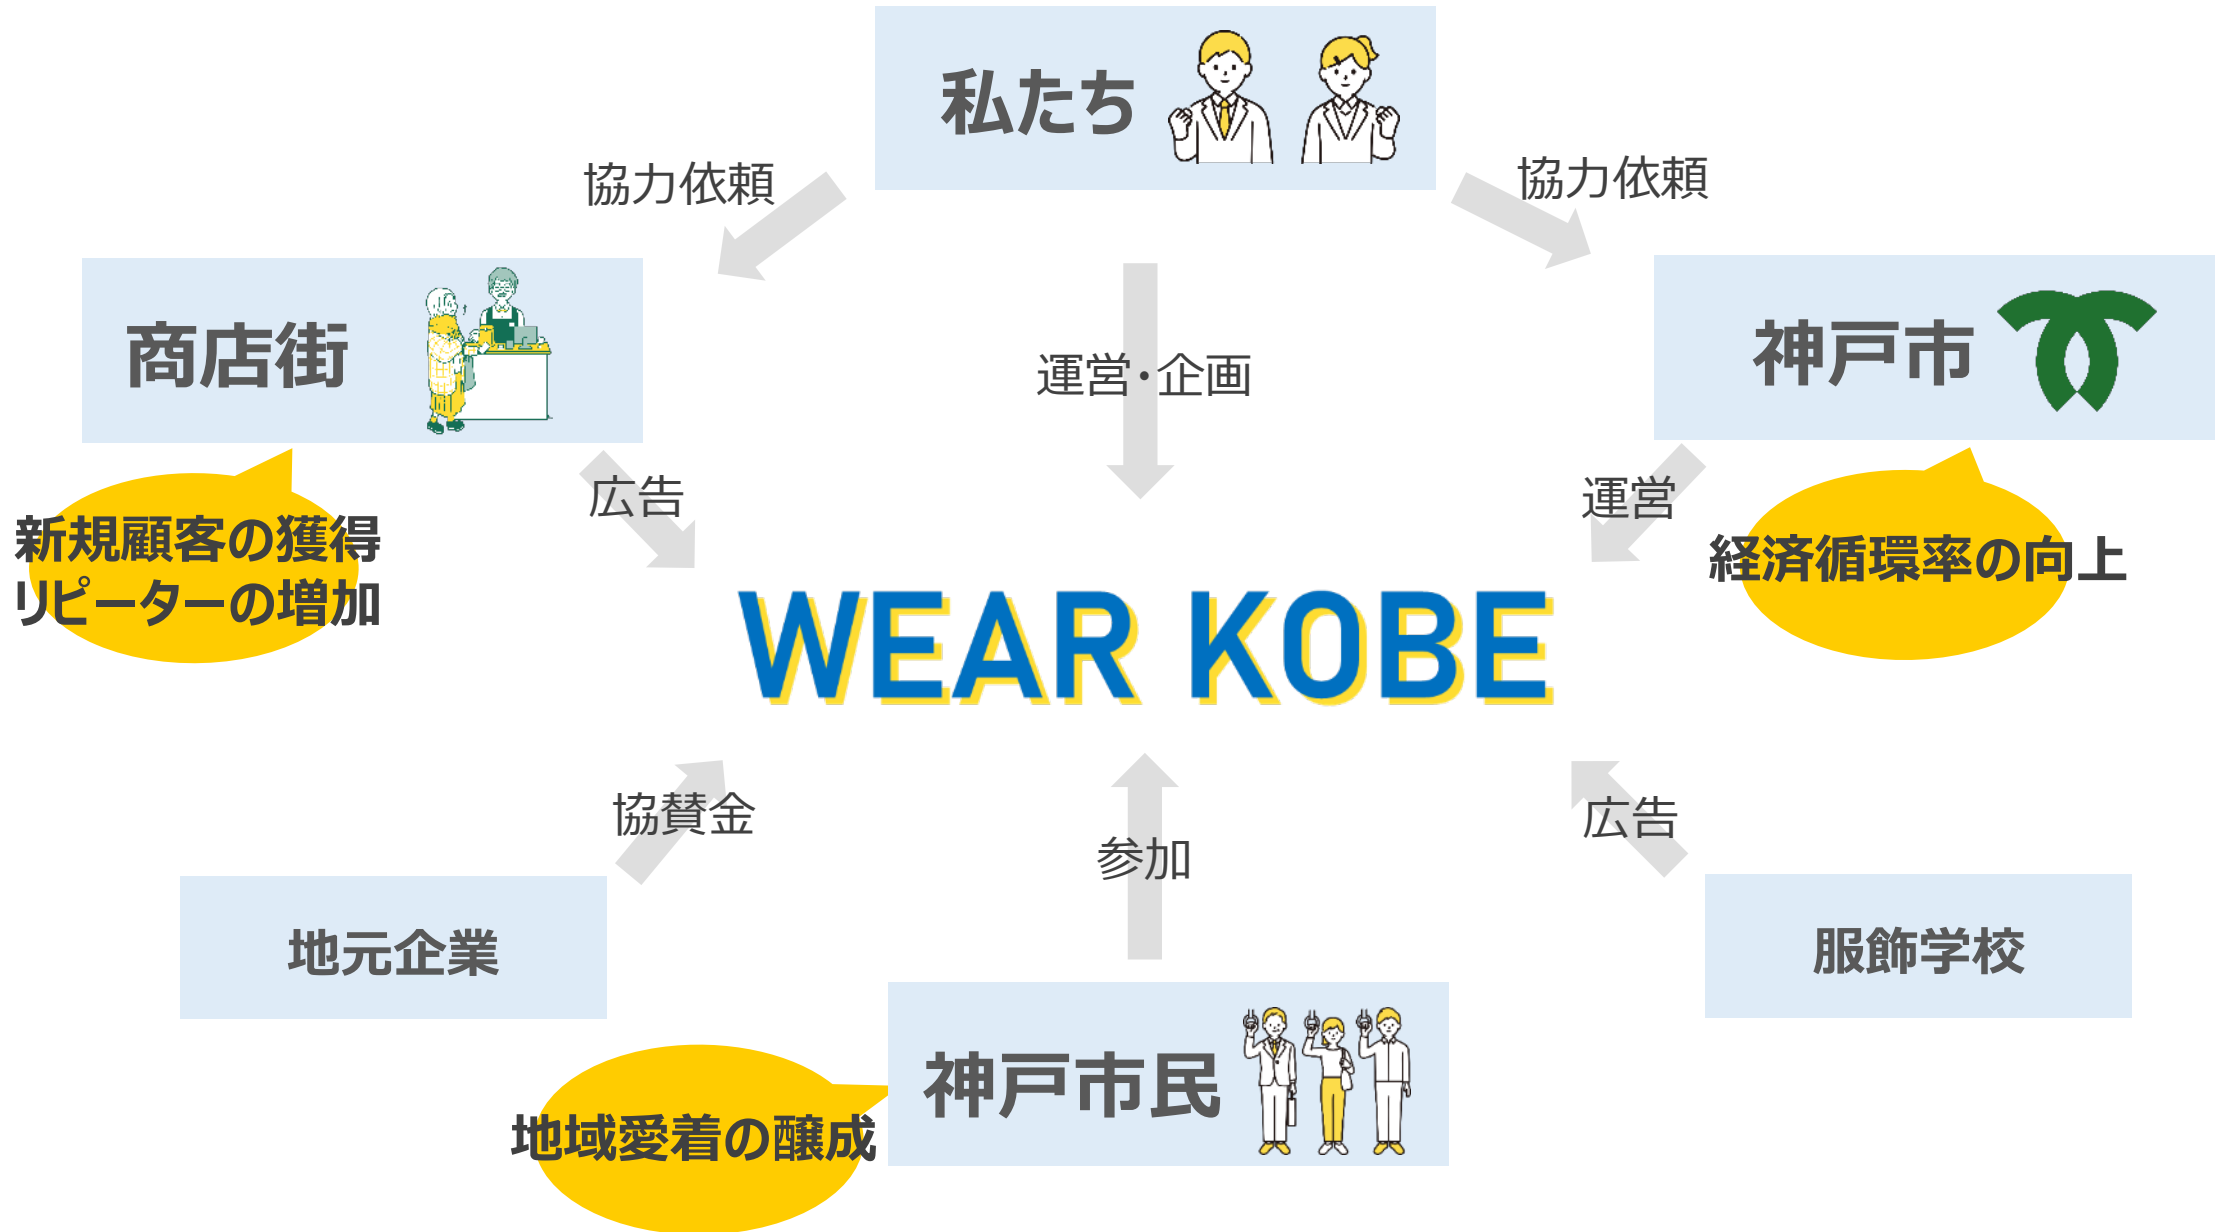 私たち
協力依頼
協力依頼
商店街
神戸市
運営・企画
広告
運営
新規顧客の獲得
リピーターの増加
経済循環率の向上
WEAR KOBE
協賛金
広告
参加
地元企業
服飾学校
神戸市民
地域愛着の醸成